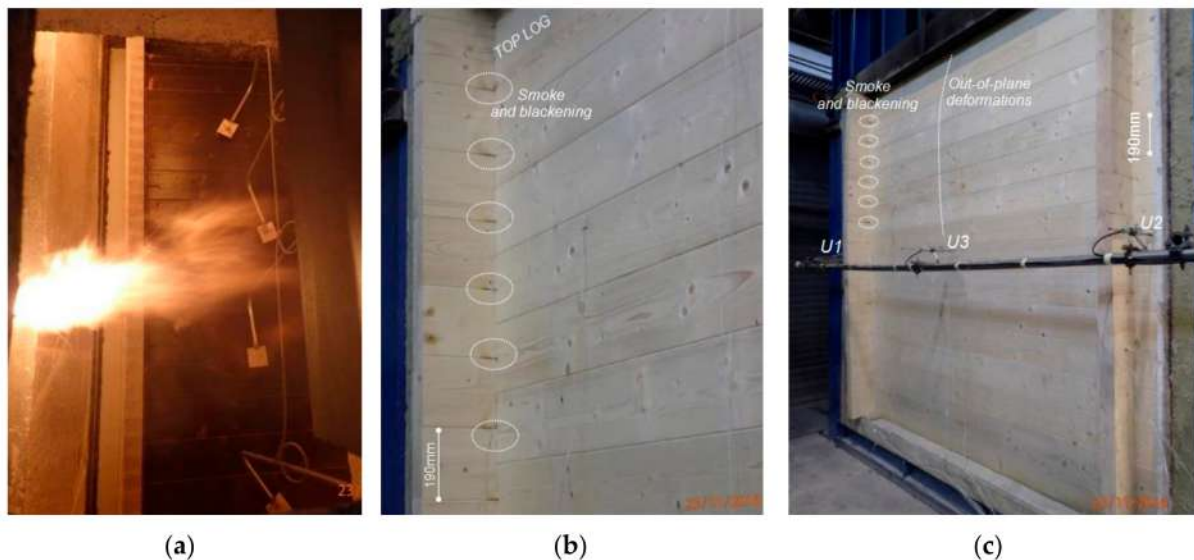 TOP LOG
Smoke
and blackening
190mm
Smoke
and blackening
Out-of-plane
deformations
190mm
U1
U3
U2
(a)
(b)
(c)